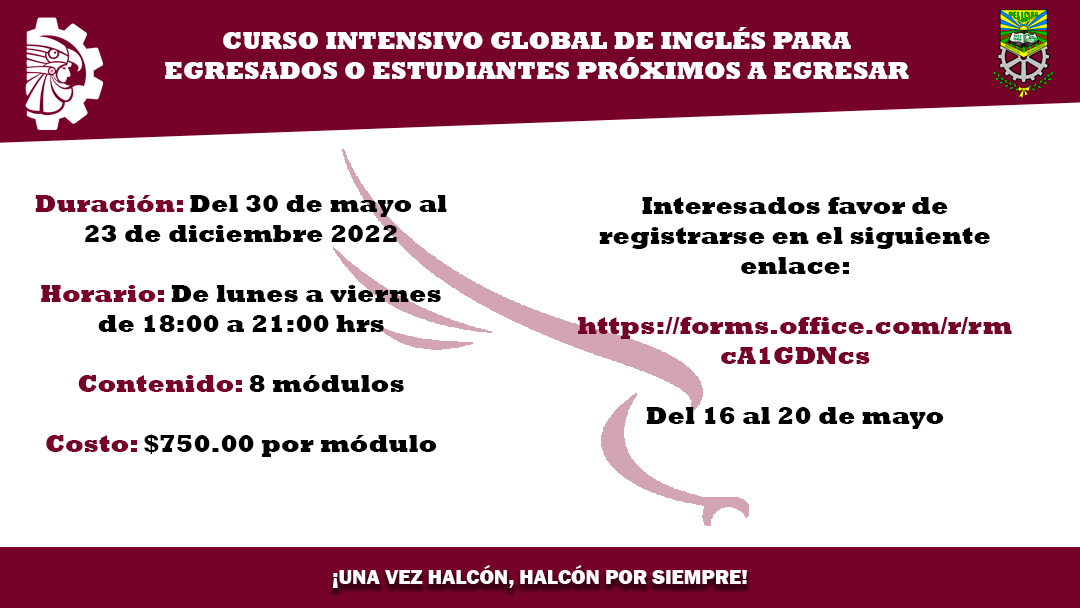 CURSO INTENSIVO GLOBAL DE INGLÉS PARA
EGRESADOS O ESTUDIANTES PRÓXIMOS A EGRESAR
Duración: Del 30 de mayo al
23 de diciembre 2022
Horario: De lunes a viernes
de 18:00 a 21:00 hrs
Contenido: 8 módulos
Costo: $750.00 por módulo
Interesados favor de
registrarse en el siguiente
enlace:
https://forms.office.com/r/rm
cA1GDNcs
Del 16 al 20 de mayo
¡UNA VEZ HALCÓN, HALCÓN POR SIEMPRE!